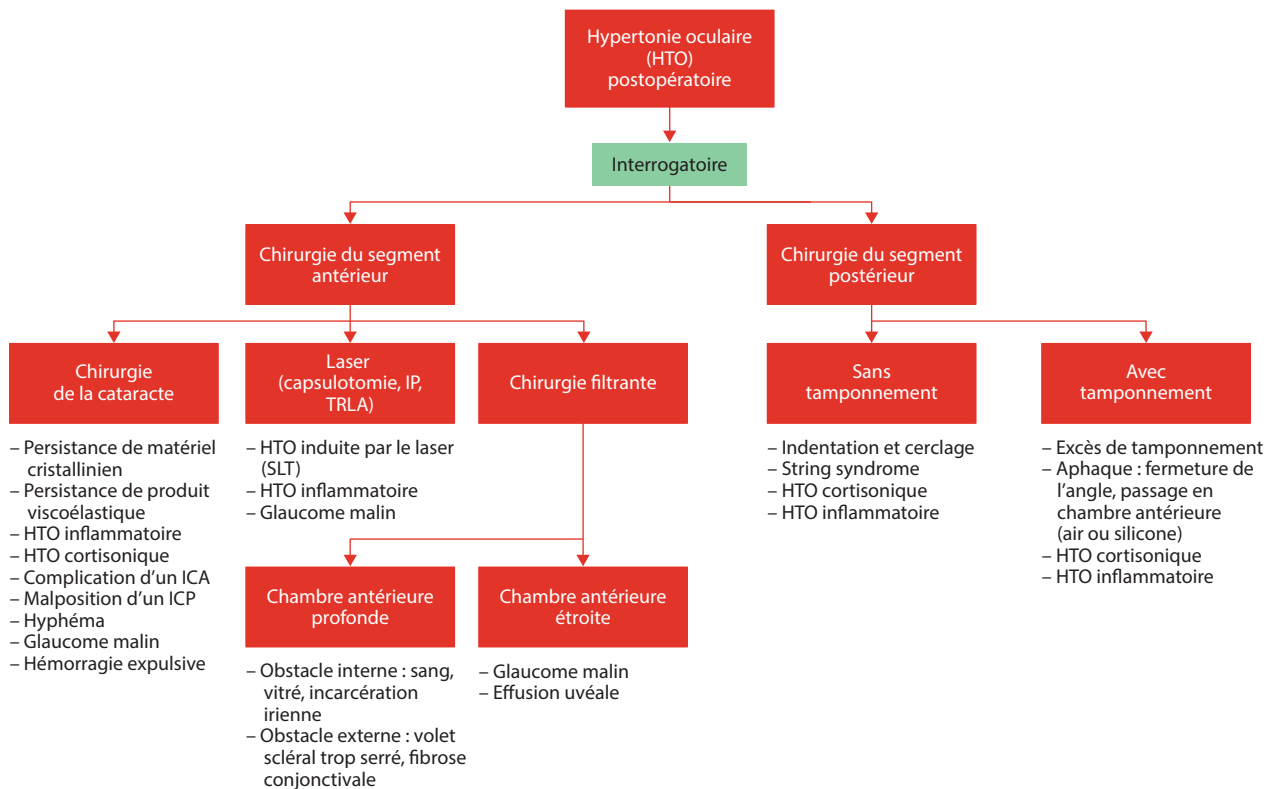 Hypertonie oculaire
(HTO)
postopératoire
Interrogatoire
Chirurgie du segment
antérieur
Chirurgie du segment
postérieur
Chirurgie
de la cataracte
Laser
(capsulotomie, IP,
TRLA)
Chirurgie filtrante
Sans
tamponnement
Avec
tamponnement
– Persistance de matériel
cristallinien
– Persistance de produit
viscoélastique
– HTO inflammatoire
– HTO cortisonique
– Complication d’un ICA
– Malposition d’un ICP
– Hyphéma
– Glaucome malin
– Hémorragie expulsive
– HTO induite par le laser
(SLT)
– HTO inflammatoire
– Glaucome malin
– Indentation et cerclage
– String syndrome
– HTO cortisonique
– HTO inflammatoire
– Excès de tamponnement
– Aphaque : fermeture de
l’angle, passage en
chambre antérieure
(air ou silicone)
– HTO cortisonique
– HTO inflammatoire
Chambre antérieure
profonde
Chambre antérieure
étroite
– Obstacle interne : sang,
vitré, incarcération
irienne
– Obstacle externe : volet
scléral trop serré, fibrose
conjonctivale
– Glaucome malin
– Effusion uvéale